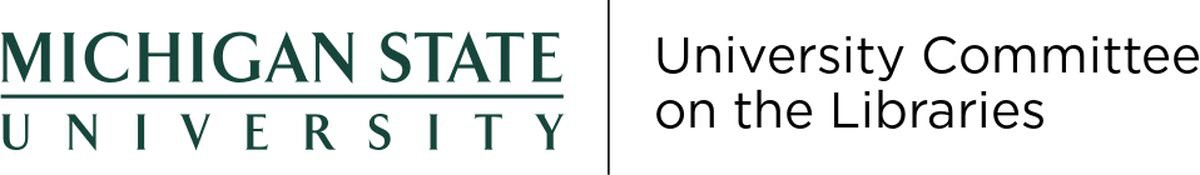 MICHIGAN STATE
UNIVERSITY
University Committee
on the Libraries